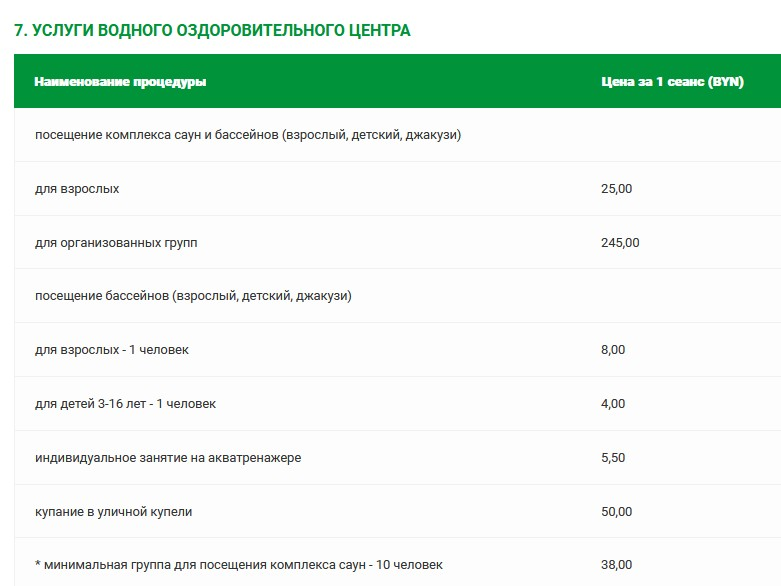 7. УСЛУГИ ВОДНОГО ОЗДОРОВИТЕЛЬНОГО ЦЕНТРА
Наименование процедуры Цена за 1 сеанс (BYN)
посещение комплекса саун и бассейнов (взрослый, детский, джакузи)
для взрослых 25,00
для организованных групп 245,00
посещение бассейнов (взрослый, детский, джакузи)
для взрослых - 1 человек 8,00
для детей 3-16 лет - 1 человек 4,00
индивидуальное занятие на акватренажере 5,50
купание в уличной купели 50,00
* минимальная группа для посещения комплекса саун - 10 человек 38,00